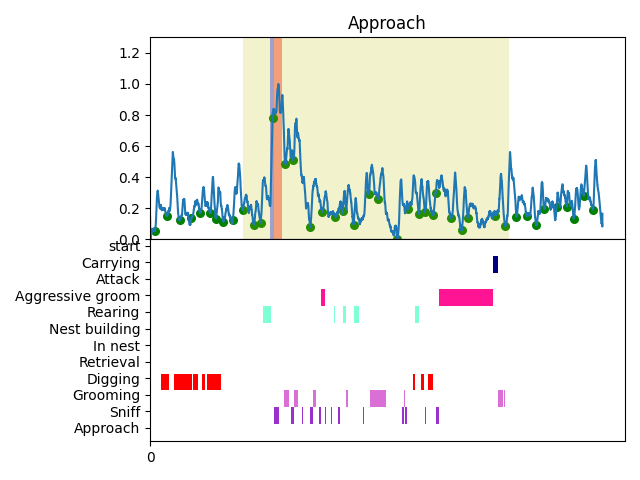 Approach
1.2
1.0
0.8
0.6
0.4
0.2
0.0
start
Carrying
Attack
Aggressive groom
Rearing
Nest building
In nest
Retrieval
Digging
Grooming
Sniff
Approach
0